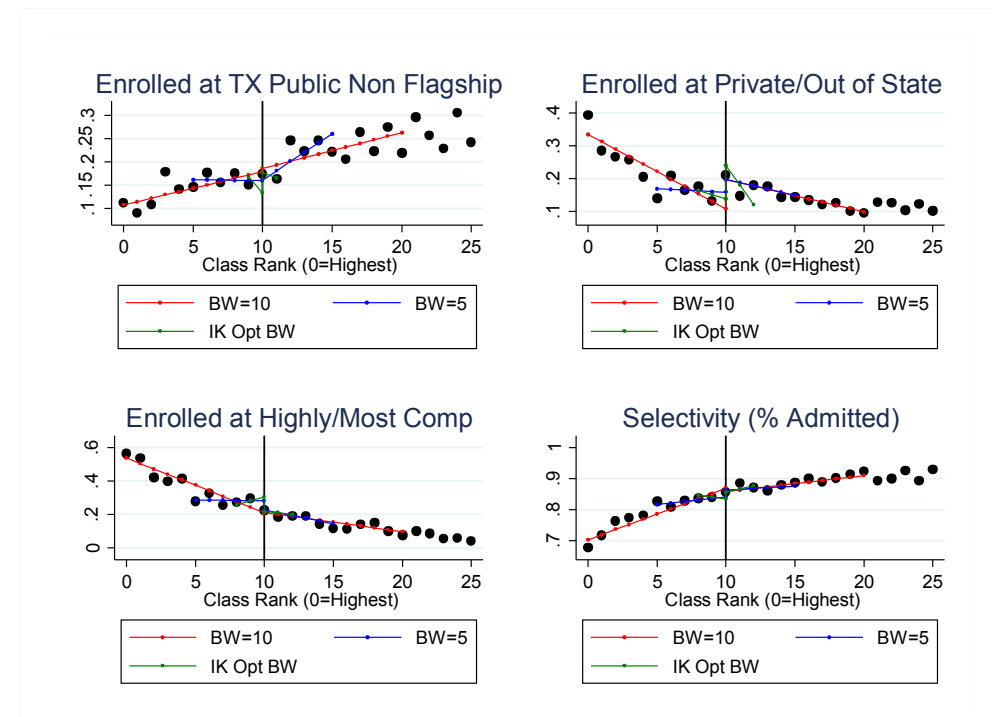 Enrolled at TX Public Non Flagship
.1 .15 .2 .25 .3
0 5 10 15 20 25
Class Rank (0=Highest)
BW=10 BW=5
IK Opt BW
Enrolled at Private/Out of State
.4
.3
.2
.1
0 5 10 15 20 25
Class Rank (0=Highest)
BW=10 BW=5
IK Opt BW
Enrolled at Highly/Most Comp
0 .2 .4 .6
0 5 10 15 20 25
Class Rank (0=Highest)
BW=10 BW=5
IK Opt BW
Selectivity (% Admitted)
.7 .8 .9 1
0 5 10 15 20 25
Class Rank (0=Highest)
BW=10 BW=5
IK Opt BW